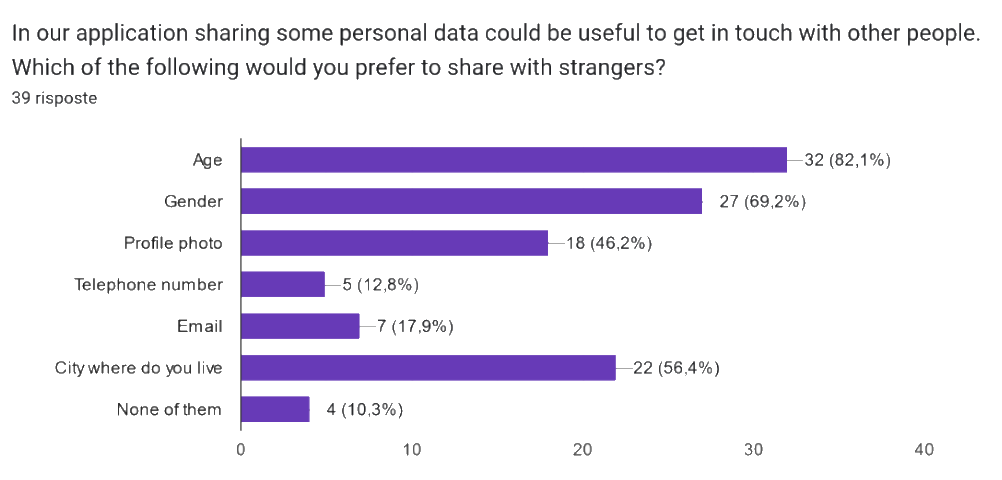 In our application sharing some personal data could be useful to get in touch with other people.
Which of the following would you prefer to share with strangers?
39 risposte
Age 32 (82,1%)
Gender 27 (69,2%)
Profile photo 18 (46,2%)
Telephone number 5 (12,8%)
Email 7 (17,9%)
City where do you live 22 (56,4%)
None of them 4 (10,3%)
0 10 20 30 40